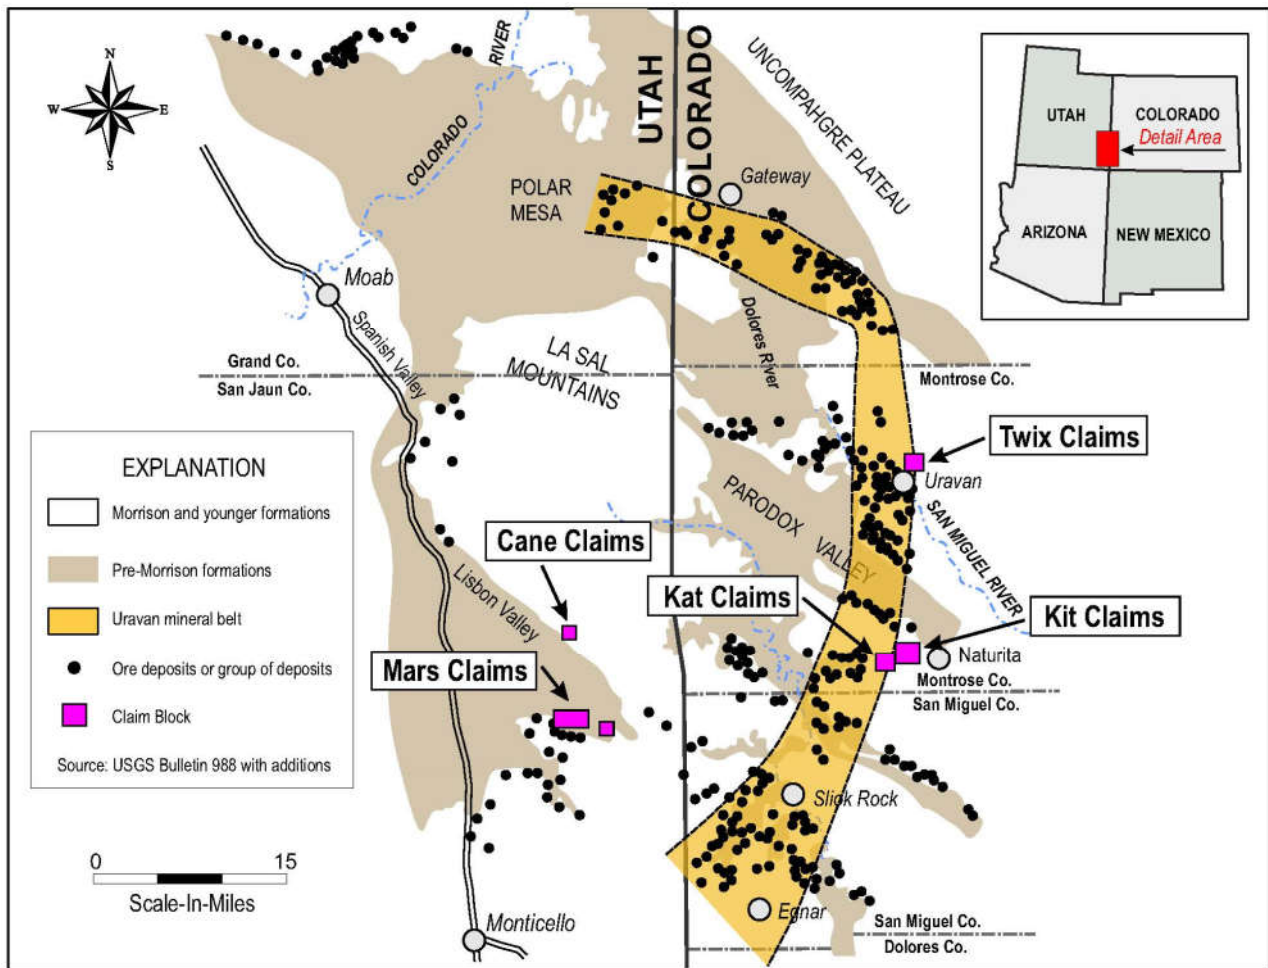 N
W
E
S
RIVER
COLORADO
UTAH
COLORADO
UNCOMPAHGRE PLATEAU
UTAH
COLORADO
Detail Area
ARIZONA
NEW MEXICO
POLAR
MESA
Gateway
Moab
Spanish Valley
Dolores River
LA SAL
MOUNTAINS
Grand Co.
San Jaun Co.
Montrose Co.
Twix Claims
Uravan
PARODOX VALLEY
SAN MIGUEL RIVER
EXPLANATION
Morrison and younger formations
Pre-Morrison formations
Uravan mineral belt
Ore deposits or group of deposits
Claim Block
Source: USGS Bulletin 988 with additions
Cane Claims
Lisbon Valley
Kat Claims
Kit Claims
Mars Claims
Naturita
Montrose Co.
San Miguel Co.
Slick Rock
0 15
Scale-In-Miles
Monticello
Egnar
San Miguel Co.
Dolores Co.